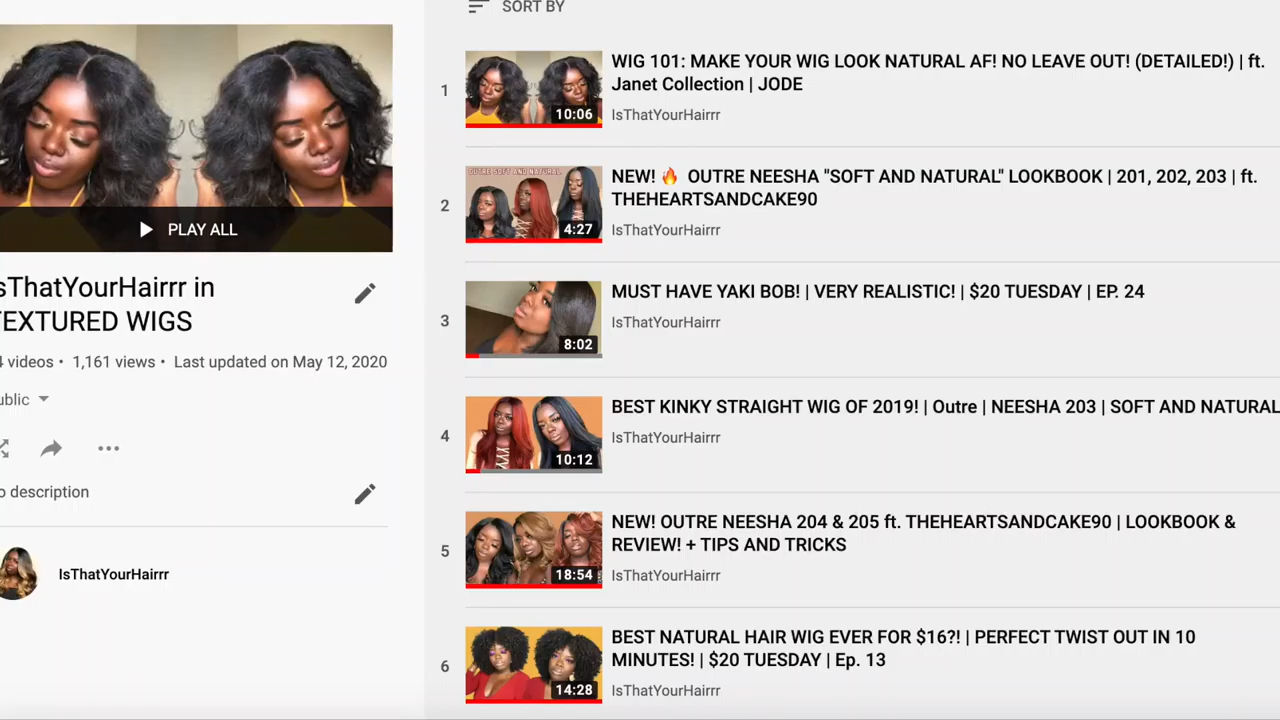 SORT BY
PLAY ALL
sThatYourHairrr in
TEXTURED WIGS
4 videos • 1,161 views • Last updated on May 12, 2020
ublic
o description
IsThatYourHairrr
1
10:06
WIG 101: MAKE YOUR WIG LOOK NATURAL AF! NO LEAVE OUT! (DETAILED!) | ft.
Janet Collection | JODE
IsThatYourHairrr
2
OUTRE SOFT AND NATURAL
4:27
NEW! 🔥 OUTRE NEESHA "SOFT AND NATURAL" LOOKBOOK | 201, 202, 203 | ft.
THEHEARTSANDCAKE90
IsThatYourHairrr
3
8:02
MUST HAVE YAKI BOB! | VERY REALISTIC! | $20 TUESDAY | EP. 24
IsThatYourHairrr
4
10:12
BEST KINKY STRAIGHT WIG OF 2019! | Outre | NEESHA 203 | SOFT AND NATURAL
IsThatYourHairrr
5
18:54
NEW! OUTRE NEESHA 204 & 205 ft. THEHEARTSANDCAKE90 | LOOKBOOK &
REVIEW! + TIPS AND TRICKS
IsThatYourHairrr
6
14:28
BEST NATURAL HAIR WIG EVER FOR $16?! | PERFECT TWIST OUT IN 10
MINUTES! | $20 TUESDAY | Ep. 13
IsThatYourHairrr